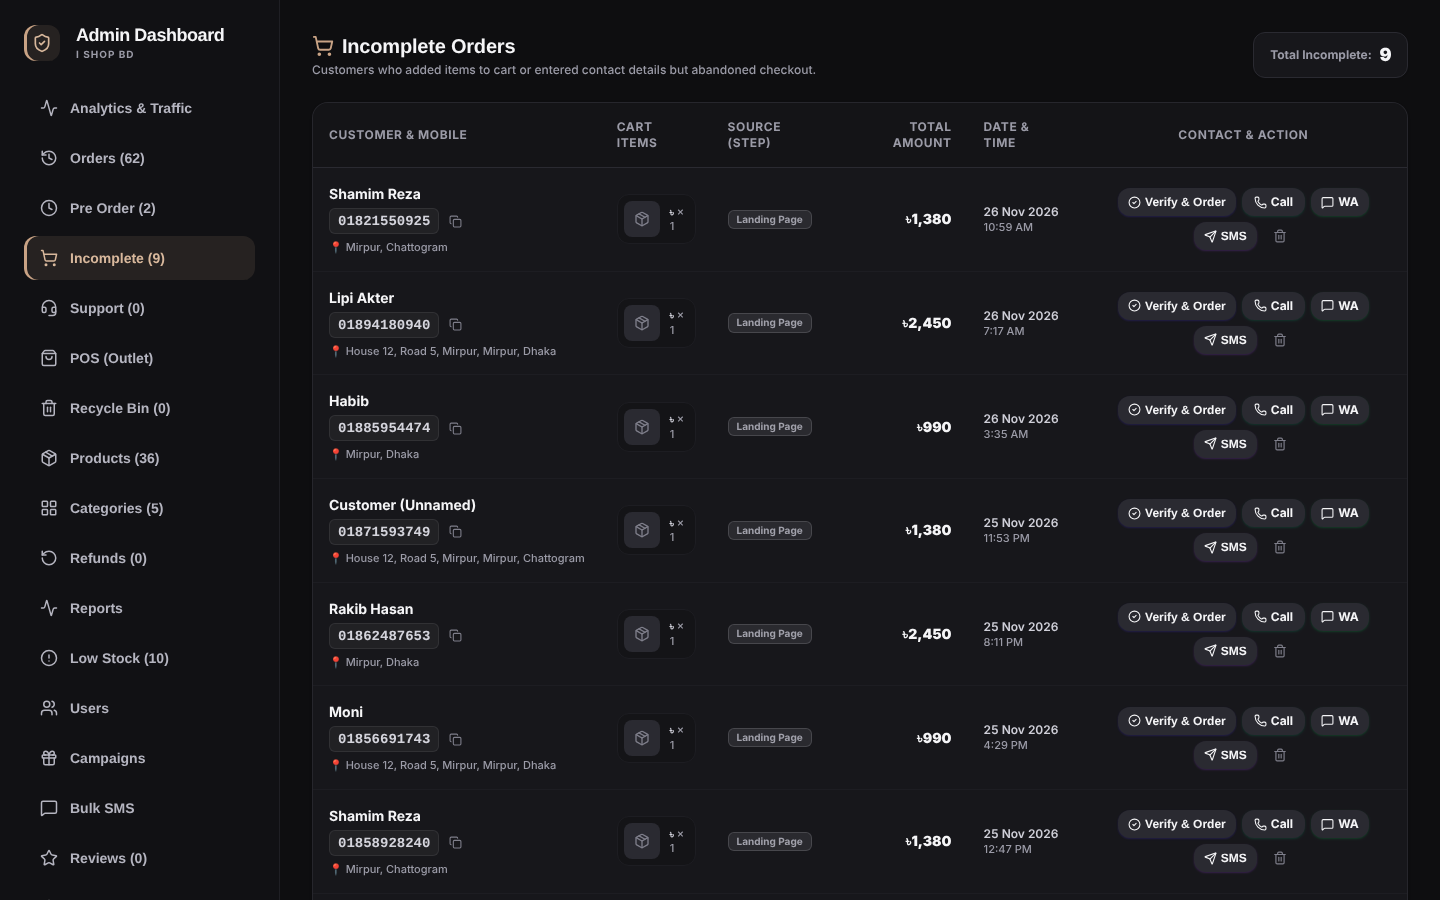 Admin Dashboard
I SHOP BD
Analytics & Traffic
Orders (62)
Pre Order (2)
Incomplete (9)
Support (0)
POS (Outlet)
Recycle Bin (0)
Products (36)
Categories (5)
Refunds (0)
Reports
Low Stock (10)
Users
Campaigns
Bulk SMS
Reviews (0)
Incomplete Orders
Customers who added items to cart or entered contact details but abandoned checkout.
Total Incomplete: 9
CUSTOMER & MOBILE
CART
ITEMS
SOURCE
(STEP)
TOTAL
AMOUNT
DATE &
TIME
CONTACT & ACTION
Shamim Reza
01821550925
📍 Mirpur, Chattogram
৳ ×
1
Landing Page
৳1,380
26 Nov 2026
10:59 AM
Verify & Order Call WA
SMS
Lipi Akter
01894180940
📍 House 12, Road 5, Mirpur, Mirpur, Dhaka
৳ ×
1
Landing Page
৳2,450
26 Nov 2026
7:17 AM
Verify & Order Call WA
SMS
Habib
01885954474
📍 Mirpur, Dhaka
৳ ×
1
Landing Page
৳990
26 Nov 2026
3:35 AM
Verify & Order Call WA
SMS
Customer (Unnamed)
01871593749
📍 House 12, Road 5, Mirpur, Mirpur, Chattogram
৳ ×
1
Landing Page
৳1,380
25 Nov 2026
11:53 PM
Verify & Order Call WA
SMS
Rakib Hasan
01862487653
📍 Mirpur, Dhaka
৳ ×
1
Landing Page
৳2,450
25 Nov 2026
8:11 PM
Verify & Order Call WA
SMS
Moni
01856691743
📍 House 12, Road 5, Mirpur, Mirpur, Dhaka
৳ ×
1
Landing Page
৳990
25 Nov 2026
4:29 PM
Verify & Order Call WA
SMS
Shamim Reza
01858928240
📍 Mirpur, Chattogram
৳ ×
1
Landing Page
৳1,380
25 Nov 2026
12:47 PM
Verify & Order Call WA
SMS